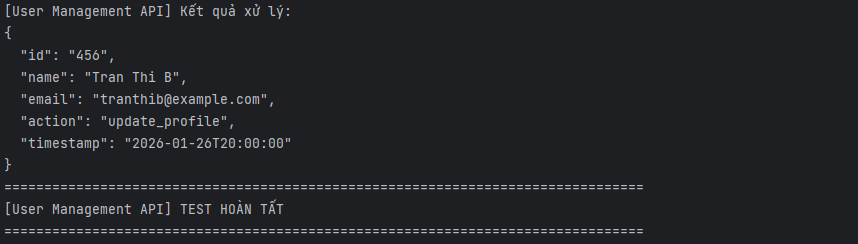 [User Management API] Kết quả xử lý:
{
  "id": "456",
  "name": "Tran Thi B",
  "email": "tranthib@example.com",
  "action": "update_profile",
  "timestamp": "2026-01-26T20:00:00"
}
================================================================================
[User Management API] TEST HOÀN TẤT
================================================================================